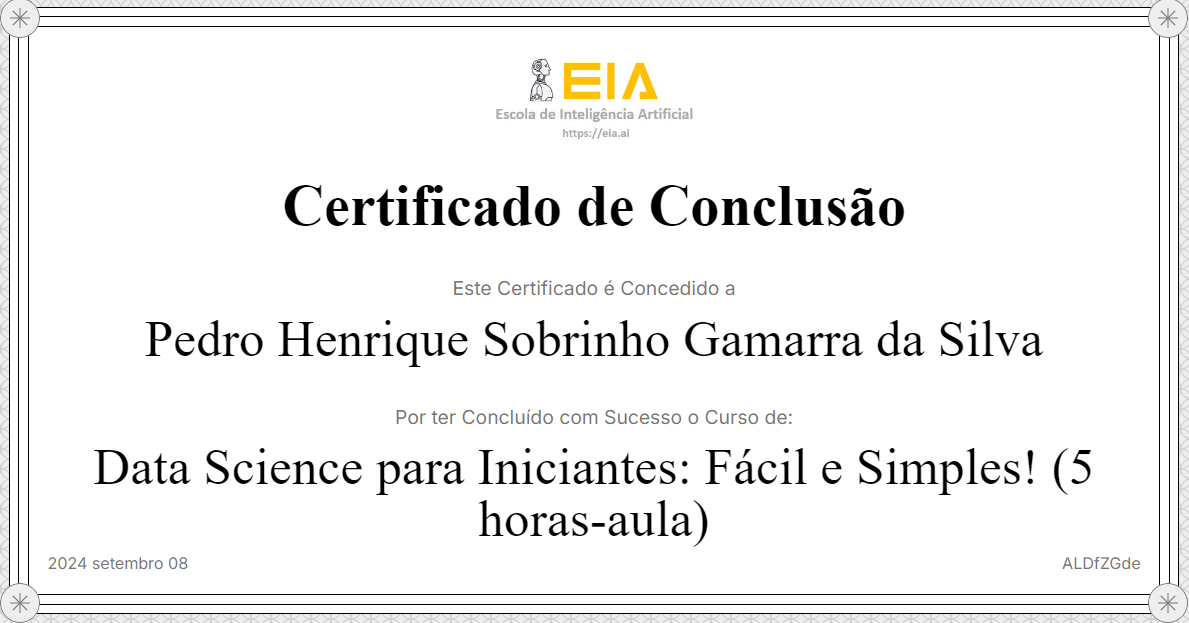 EIA
Escola de Inteligência Artificial
https://eia.ai
Certificado de Conclusão
Este Certificado é Concedido a
Pedro Henrique Sobrinho Gamarra da Silva
Por ter Concluído com Sucesso o Curso de:
Data Science para Iniciantes: Fácil e Simples! (5
horas-aula)
2024 setembro 08
ALDfZGde